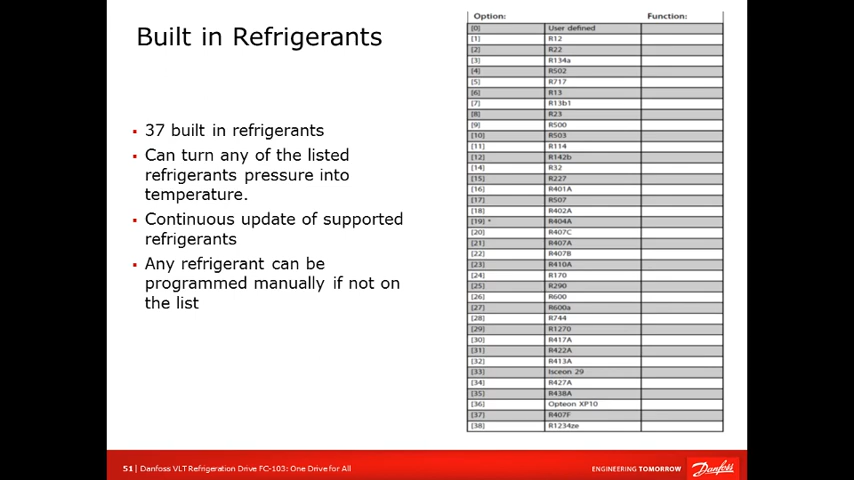 Built in Refrigerants
37 built in refrigerants
Can turn any of the listed
refrigerants pressure into
temperature.
Continuous update of supported
refrigerants
Any refrigerant can be
programmed manually if not on
the list
Option: Function:
[0] User defined
[1] R12
[2] R22
[3] R134a
[4] R502
[5] R717
[6] R13
[7] R13b1
[8] R23
[9] R500
[10] R503
[11] R114
[12] R142b
[14] R32
[15] R227
[16] R401A
[17] R507
[18] R402A
[19] * R404A
[20] R407C
[21] R407A
[22] R407B
[23] R410A
[24] R170
[25] R290
[26] R600
[27] R600a
[28] R744
[29] R1270
[30] R417A
[31] R422A
[32] R413A
[33] Isceon 29
[34] R427A
[35] R438A
[36] Opteon XP10
[37] R407F
[38] R1234ze
51 | Danfoss VLT Refrigeration Drive FC-103: One Drive for All
ENGINEERING TOMORROW
Danfoss